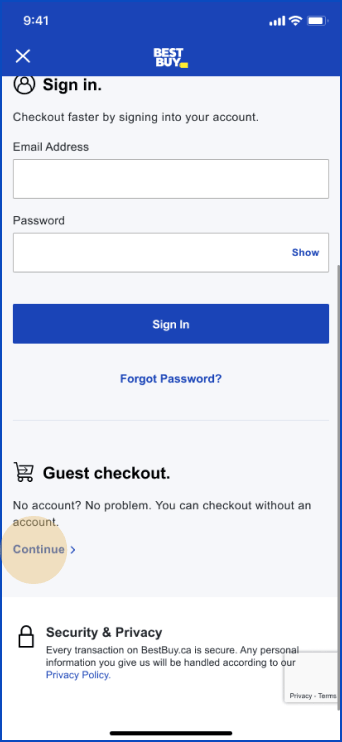 9:41
BEST
BUY
Sign in.
Checkout faster by signing into your account.
Email Address
Password
Show
Sign In
Forgot Password?
Guest checkout.
No account? No problem. You can checkout without an
account.
Continue >
Security & Privacy
Every transaction on BestBuy.ca is secure. Any personal
information you give us will be handled according to our
Privacy Policy.
Privacy - Terms